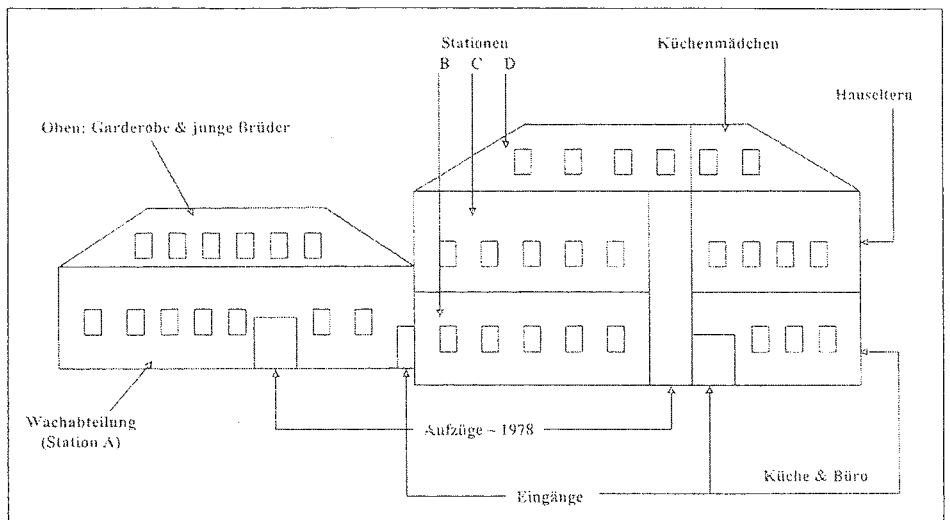 Stationen
B C D
Küchenmädchen
Hauseltern
Oben: Garderobe & junge Brüder
Wachabteilung
(Station A)
Aufzüge – 1978
Küche & Büro
Eingänge